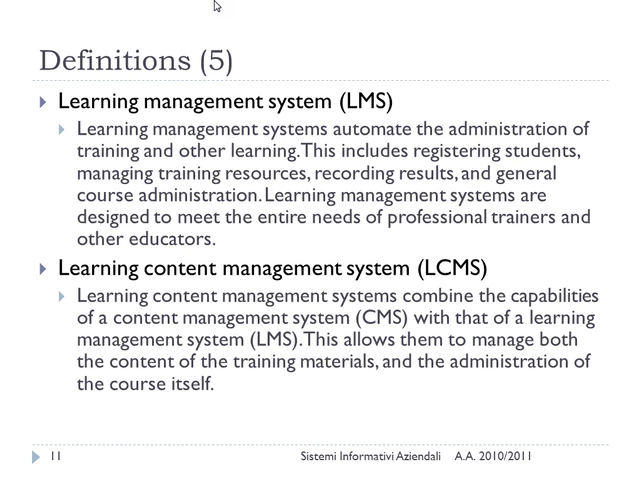 Definitions (5)
Learning management system (LMS)
Learning management systems automate the administration of
training and other learning.This includes registering students,
managing training resources, recording results, and general
course administration. Learning management systems are
designed to meet the entire needs of professional trainers and
other educators.
Learning content management system (LCMS)
Learning content management systems combine the capabilities
of a content management system (CMS) with that of a learning
management system (LMS).This allows them to manage both
the content of the training materials, and the administration of
the course itself.
11 Sistemi Informativi Aziendali A.A. 2010/2011